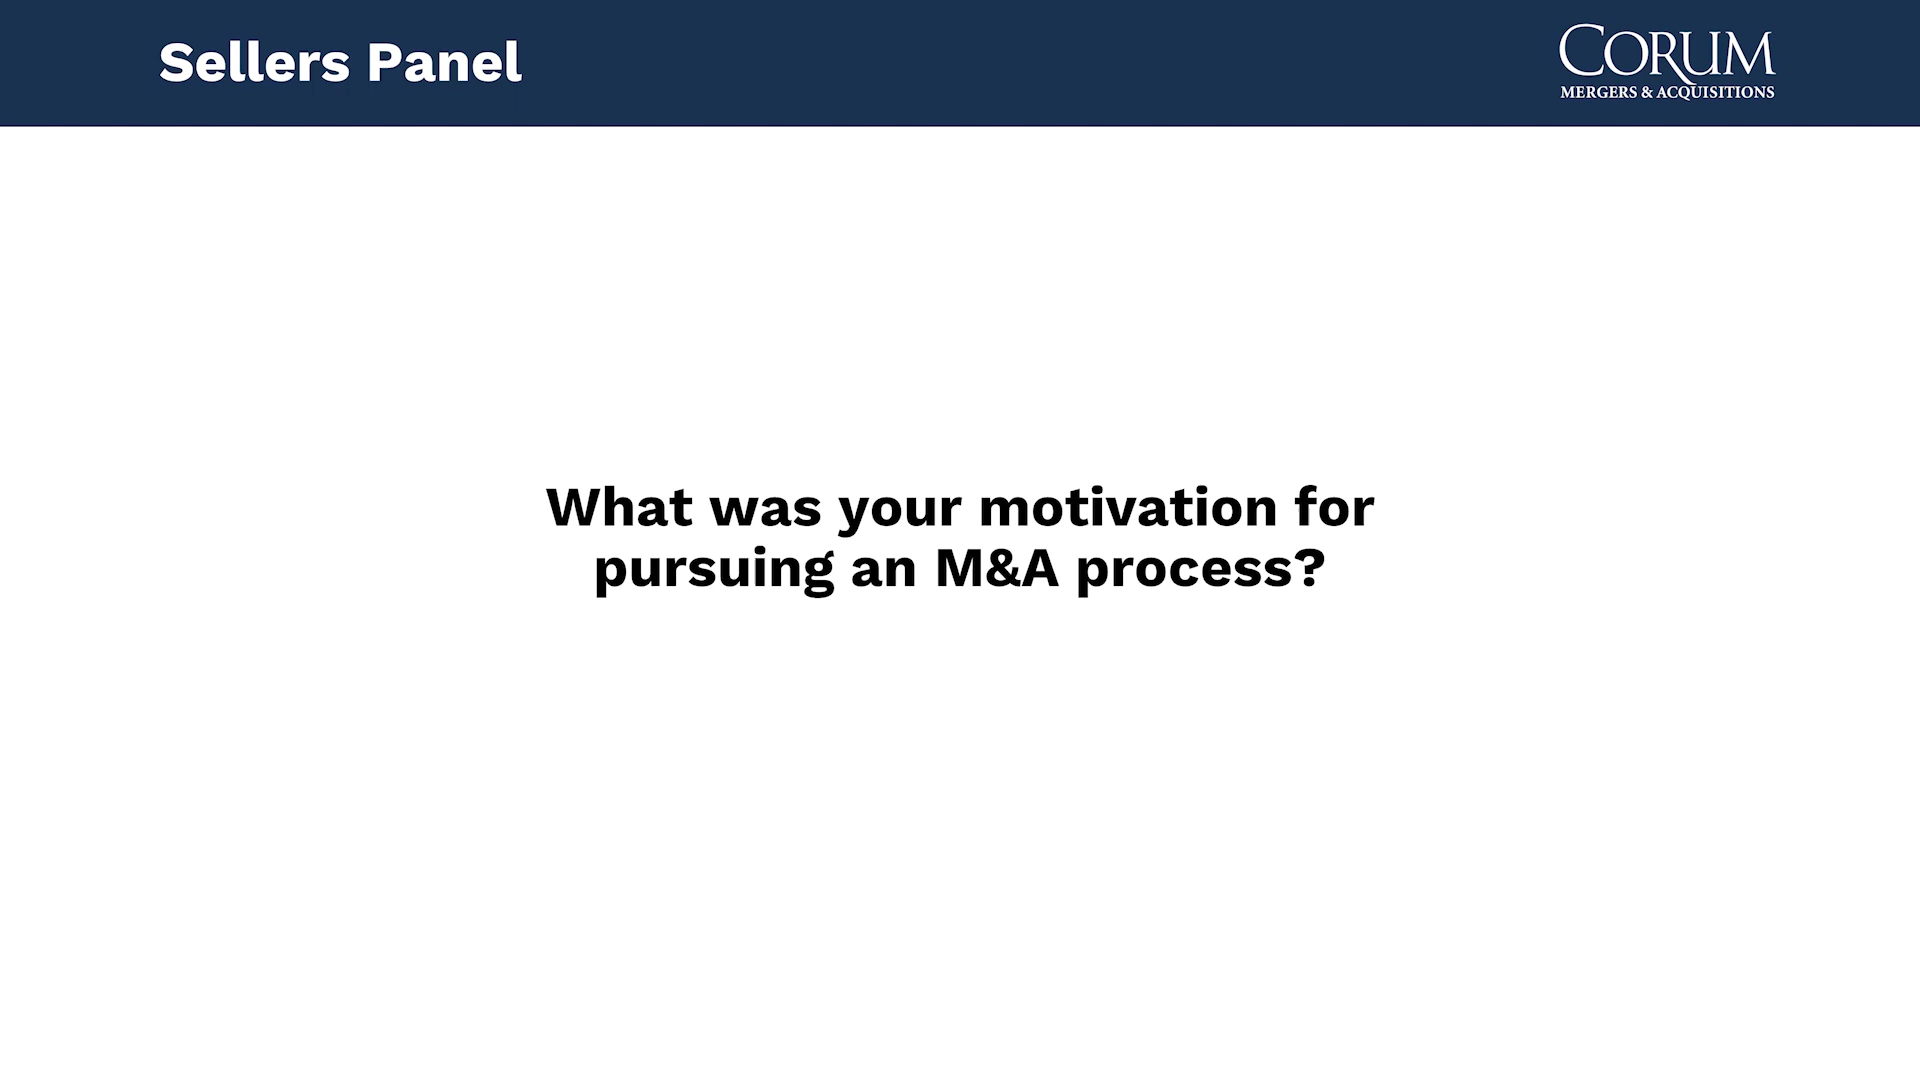 Sellers Panel
CORUM
MERGERS & ACQUISITIONS
What was your motivation for
pursuing an M&A process?